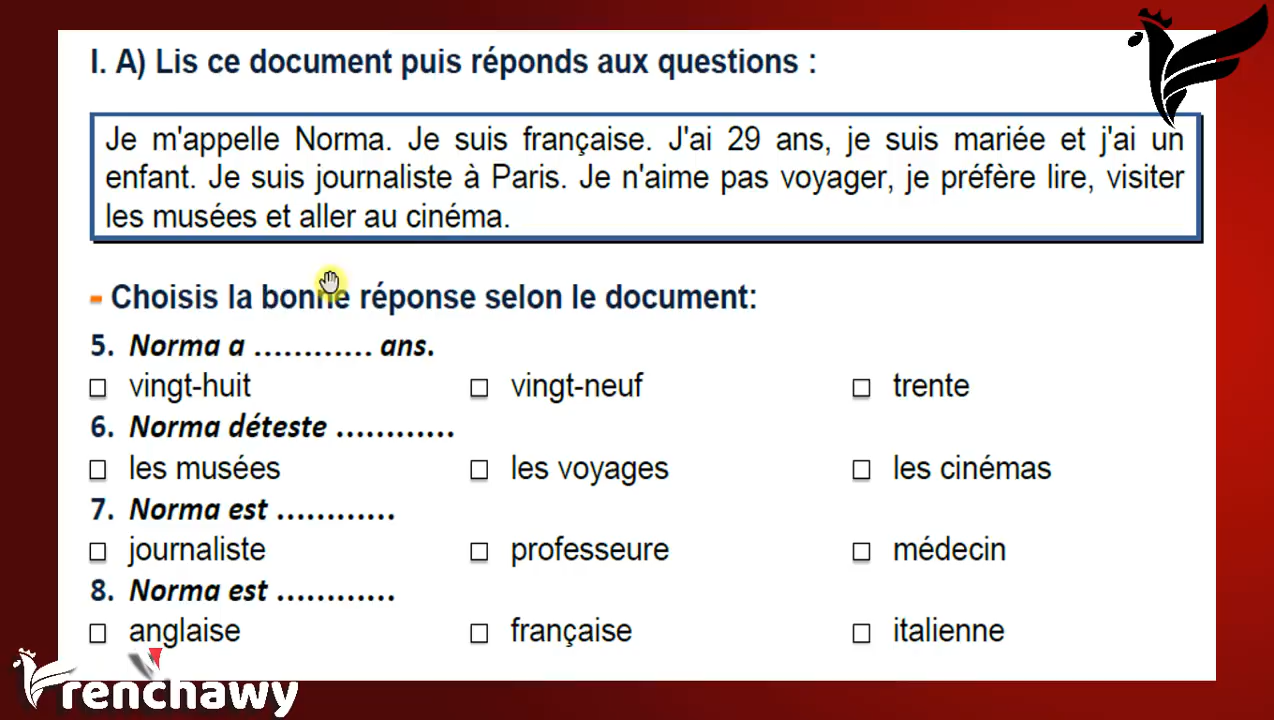 I. A) Lis ce document puis réponds aux questions :
Je m'appelle Norma. Je suis française. J'ai 29 ans, je suis mariée et j'ai un
enfant. Je suis journaliste à Paris. Je n'aime pas voyager, je préfère lire, visiter
les musées et aller au cinéma.
- Choisis la bonne réponse selon le document:
5. Norma a ………… ans.
□ vingt-huit □ vingt-neuf □ trente
6. Norma déteste …………
□ les musées □ les voyages □ les cinémas
7. Norma est …………
□ journaliste □ professeure □ médecin
8. Norma est …………
□ anglaise □ française □ italienne
frenchawy